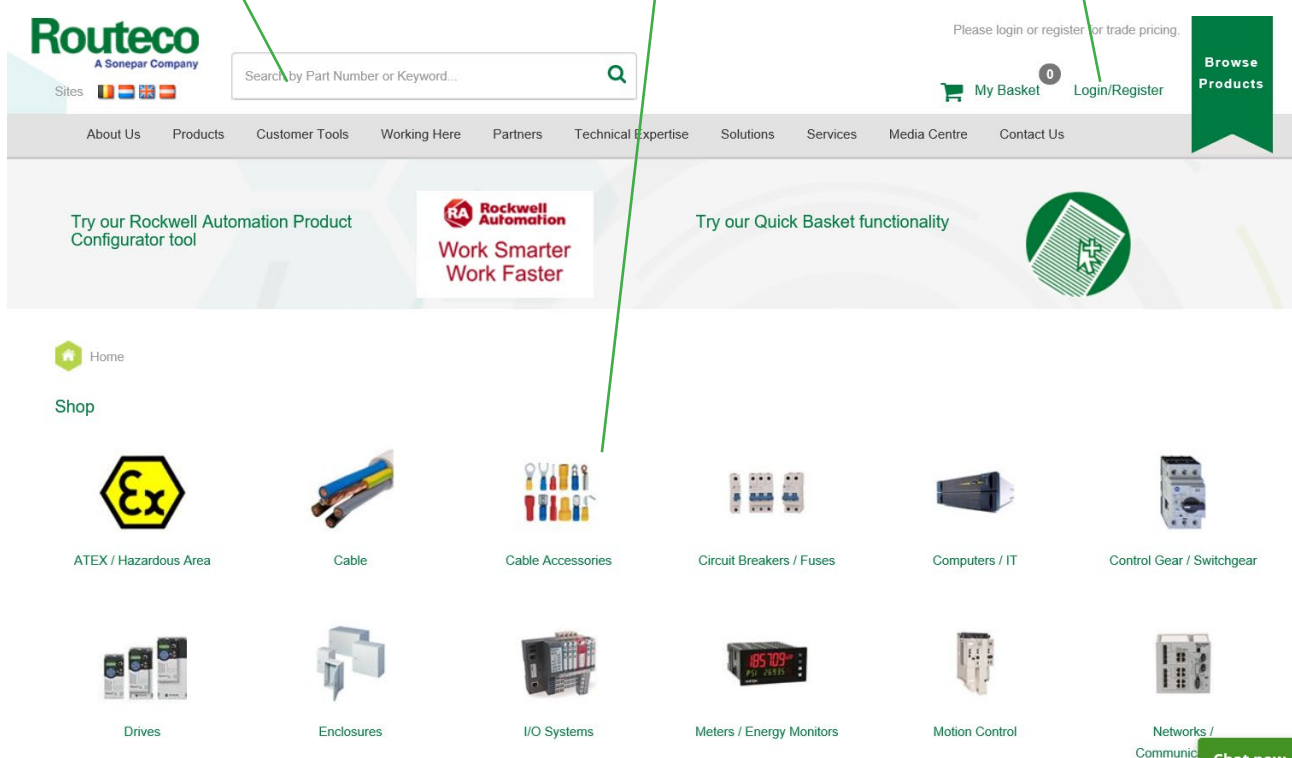 Routeco
A Sonepar Company
Sites
Search by Part Number or Keyword...
Please login or register for trade pricing.
0
My Basket
Login/Register
Browse
Products
About Us Products Customer Tools Working Here Partners Technical Expertise Solutions Services Media Centre Contact Us
Try our Rockwell Automation Product
Configurator tool
RA Rockwell
Automation
Work Smarter
Work Faster
Try our Quick Basket functionality
Home
Shop
Ex
ATEX / Hazardous Area
Cable
Cable Accessories
Circuit Breakers / Fuses
Computers / IT
Control Gear / Switchgear
185709
PSI 26935
Drives
Enclosures
I/O Systems
Meters / Energy Monitors
Motion Control
Networks /